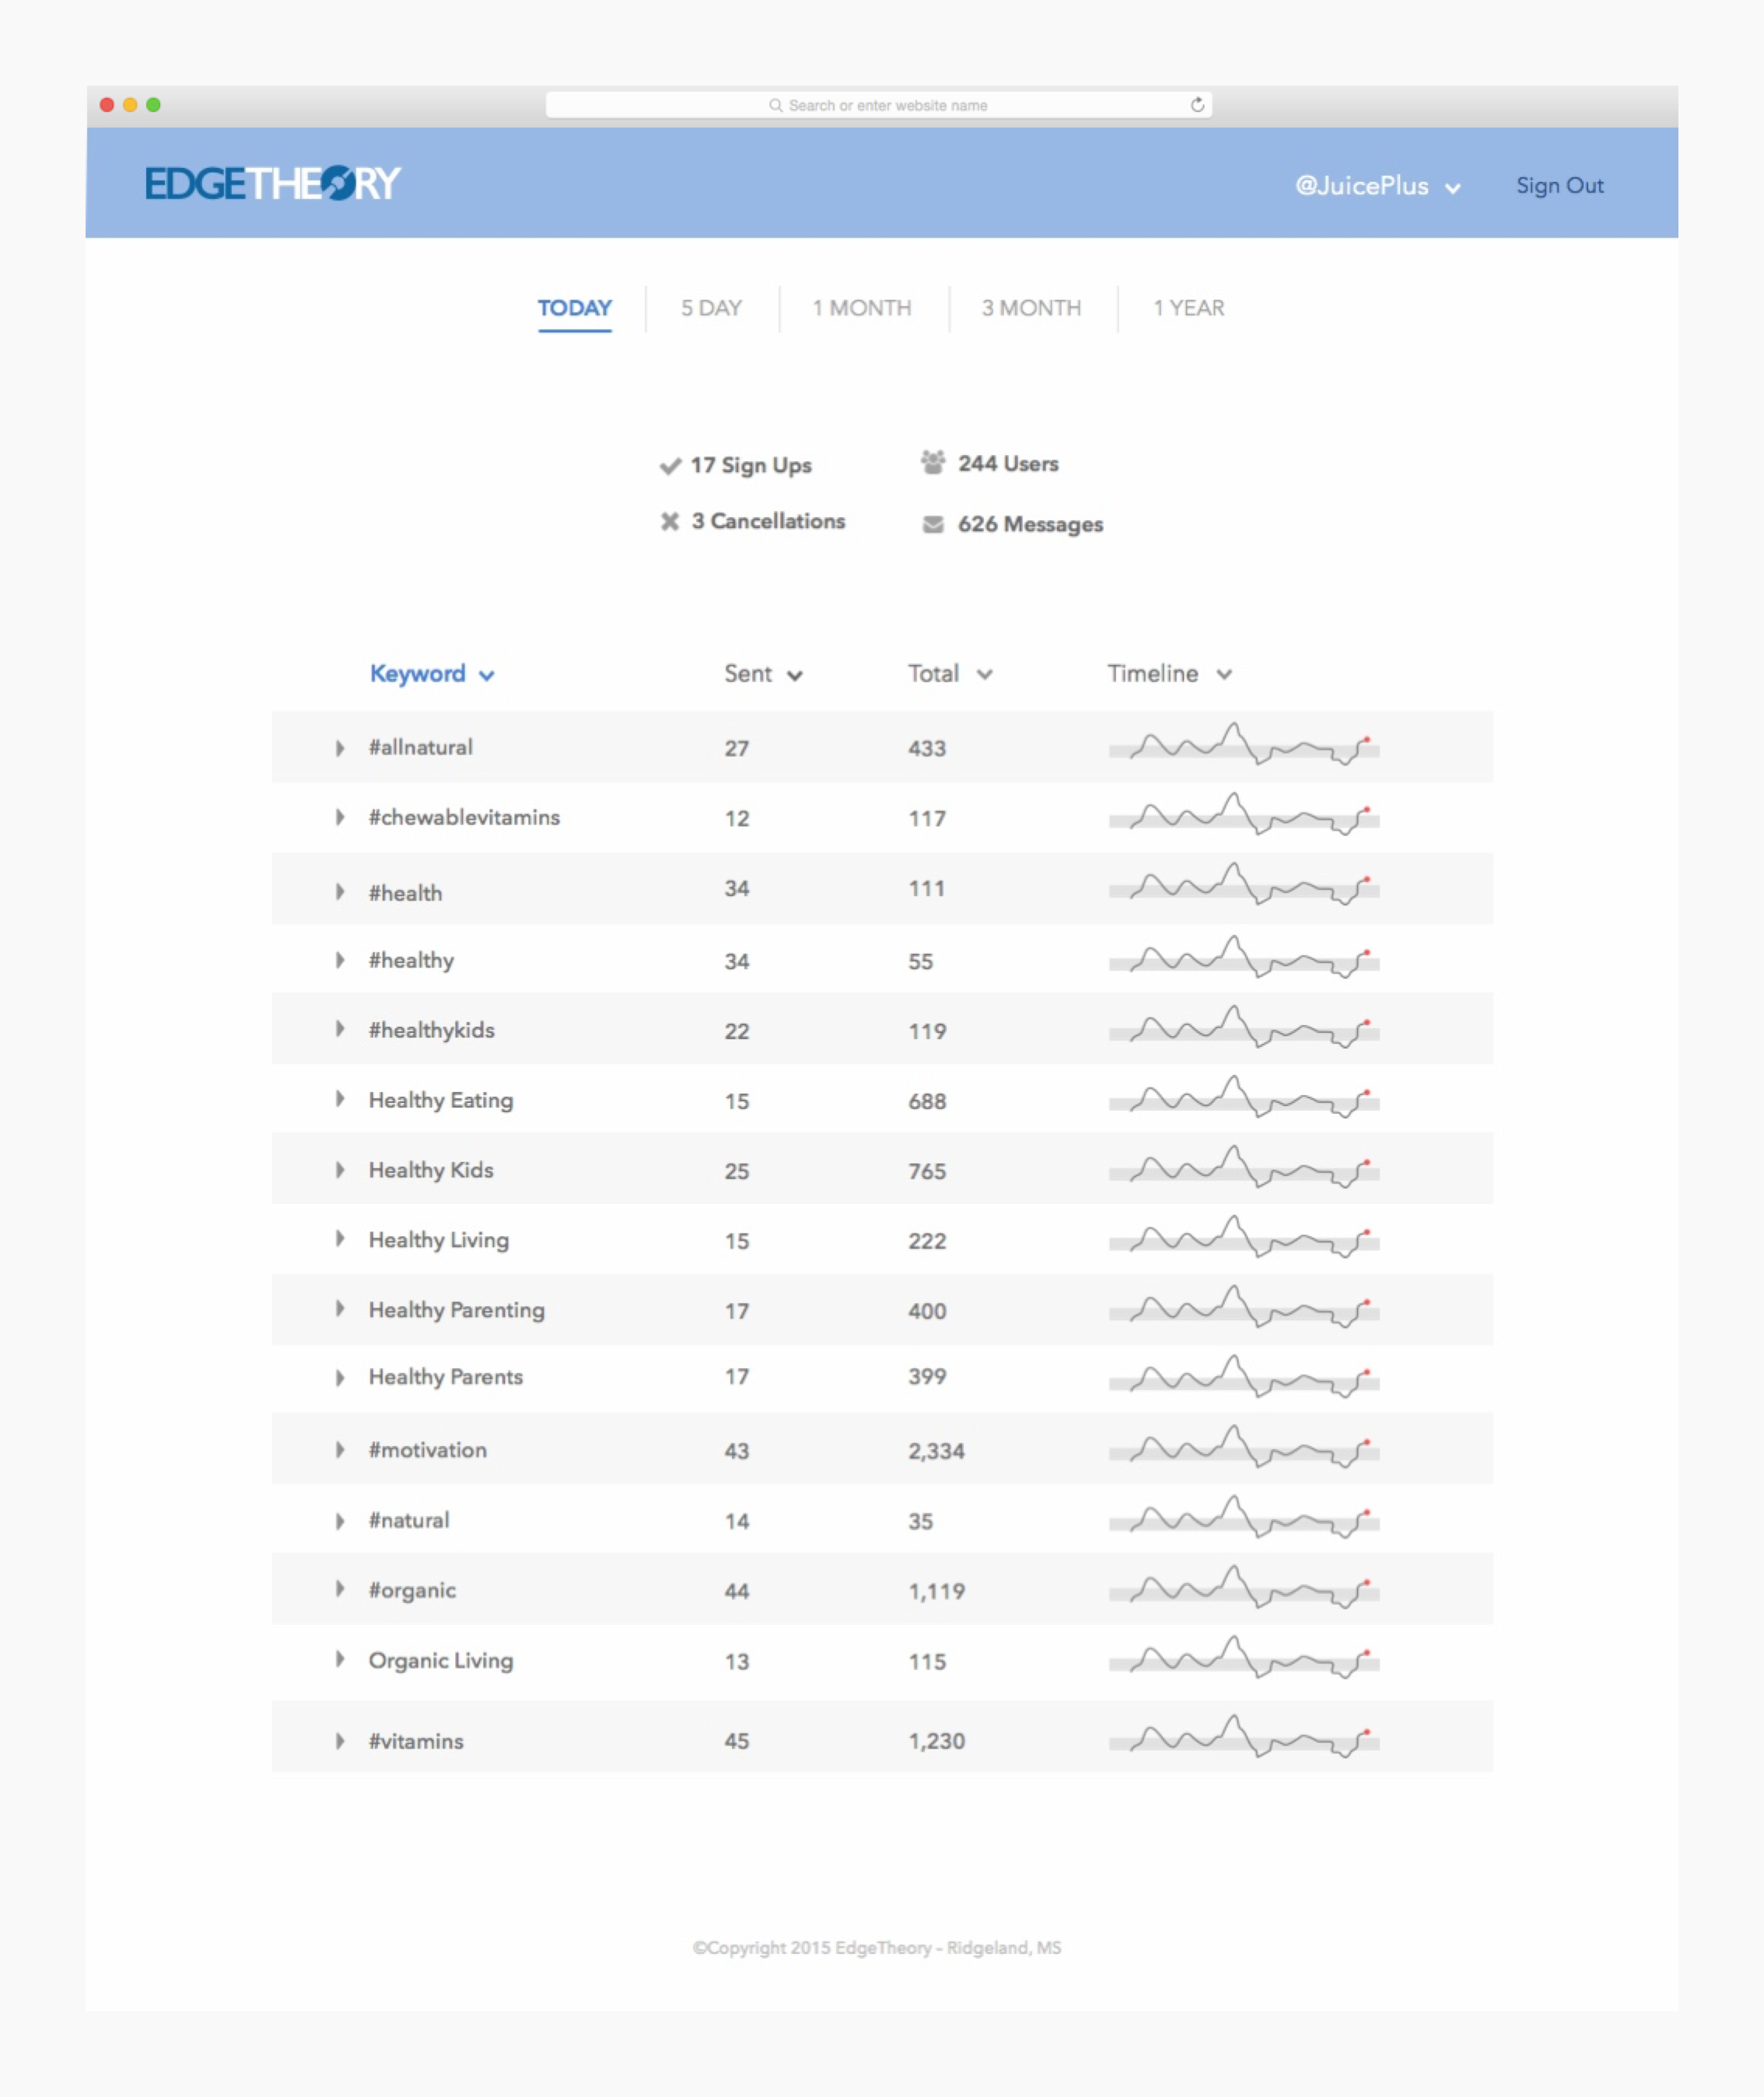 Search or enter website name
EDGETHEORY @JuicePlus Sign Out
TODAY 5 DAY 1 MONTH 3 MONTH 1 YEAR
17 Sign Ups 244 Users
3 Cancellations 626 Messages
Keyword Sent Total Timeline
#allnatural 27 433
#chewablevitamins 12 117
#health 34 111
#healthy 34 55
#healthykids 22 119
Healthy Eating 15 688
Healthy Kids 25 765
Healthy Living 15 222
Healthy Parenting 17 400
Healthy Parents 17 399
#motivation 43 2,334
#natural 14 35
#organic 44 1,119
Organic Living 13 115
#vitamins 45 1,230
©Copyright 2015 EdgeTheory - Ridgeland, MS